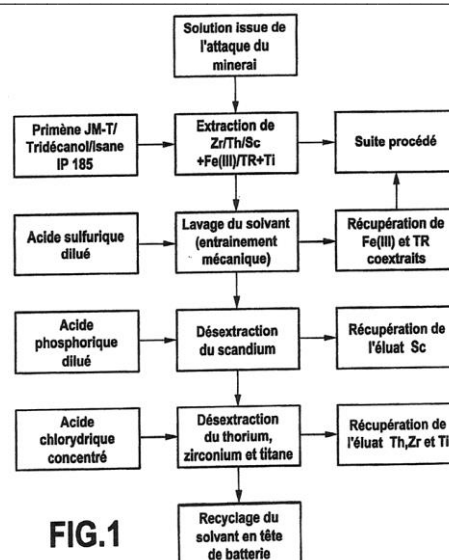 Solution issue de
l'attaque du
minerai
Primène JM-T/
Tridécanol/Isane
IP 185
Extraction de
Zr/Th/Sc
+Fe(III)/TR+Ti
Suite procédé
Acide sulfurique
dilué
Lavage du solvant
(entrainement
mécanique)
Récupération de
Fe(III) et TR
coextraits
Acide
phosphorique
dilué
Désextraction
du scandium
Récupération de
l'éluat Sc
Acide
chlorydrique
concentré
Désextraction
du thorium,
zirconium et titane
Récupération de
l'éluat Th,Zr et Ti
Recyclage du
solvant en tête
de batterie
FIG.1